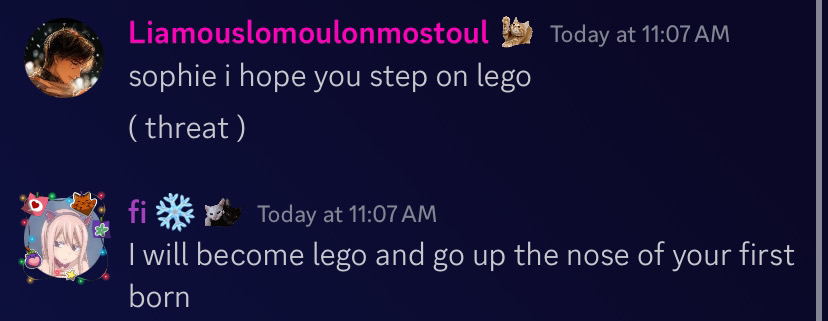 Liamouslomoulonmostoul Today at 11:07 AM
sophie i hope you step on lego
( threat )
fi Today at 11:07 AM
I will become lego and go up the nose of your first
born